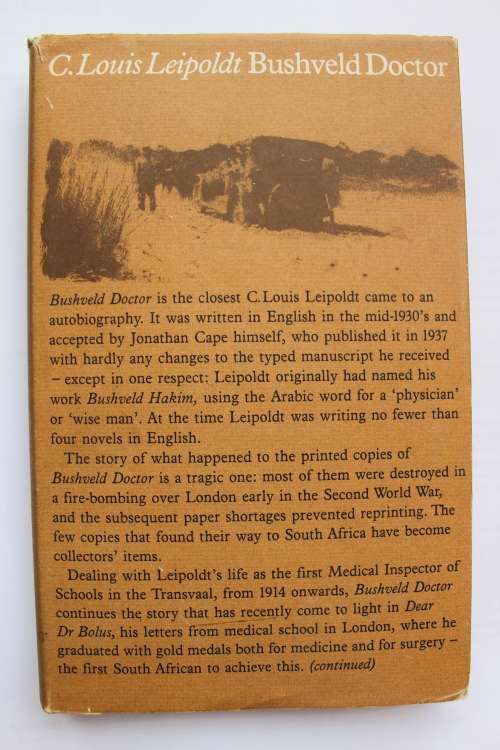 C. Louis Leipoldt Bushveld Doctor
Bushveld Doctor is the closest C. Louis Leipoldt came to an
autobiography. It was written in English in the mid-1930's and
accepted by Jonathan Cape himself, who published it in 1937
with hardly any changes to the typed manuscript he received
– except in one respect: Leipoldt originally had named his
work Bushveld Hakim, using the Arabic word for a ‘physician’
or ‘wise man’. At the time Leipoldt was writing no fewer than
four novels in English.
The story of what happened to the printed copies of
Bushveld Doctor is a tragic one: most of them were destroyed in
a fire-bombing over London early in the Second World War,
and the subsequent paper shortages prevented reprinting. The
few copies that found their way to South Africa have become
collectors' items.
Dealing with Leipoldt's life as the first Medical Inspector of
Schools in the Transvaal, from 1914 onwards, Bushveld Doctor
continues the story that has recently come to light in Dear
Dr Bolus, his letters from medical school in London, where he
graduated with gold medals both for medicine and for surgery –
the first South African to achieve this. (continued)